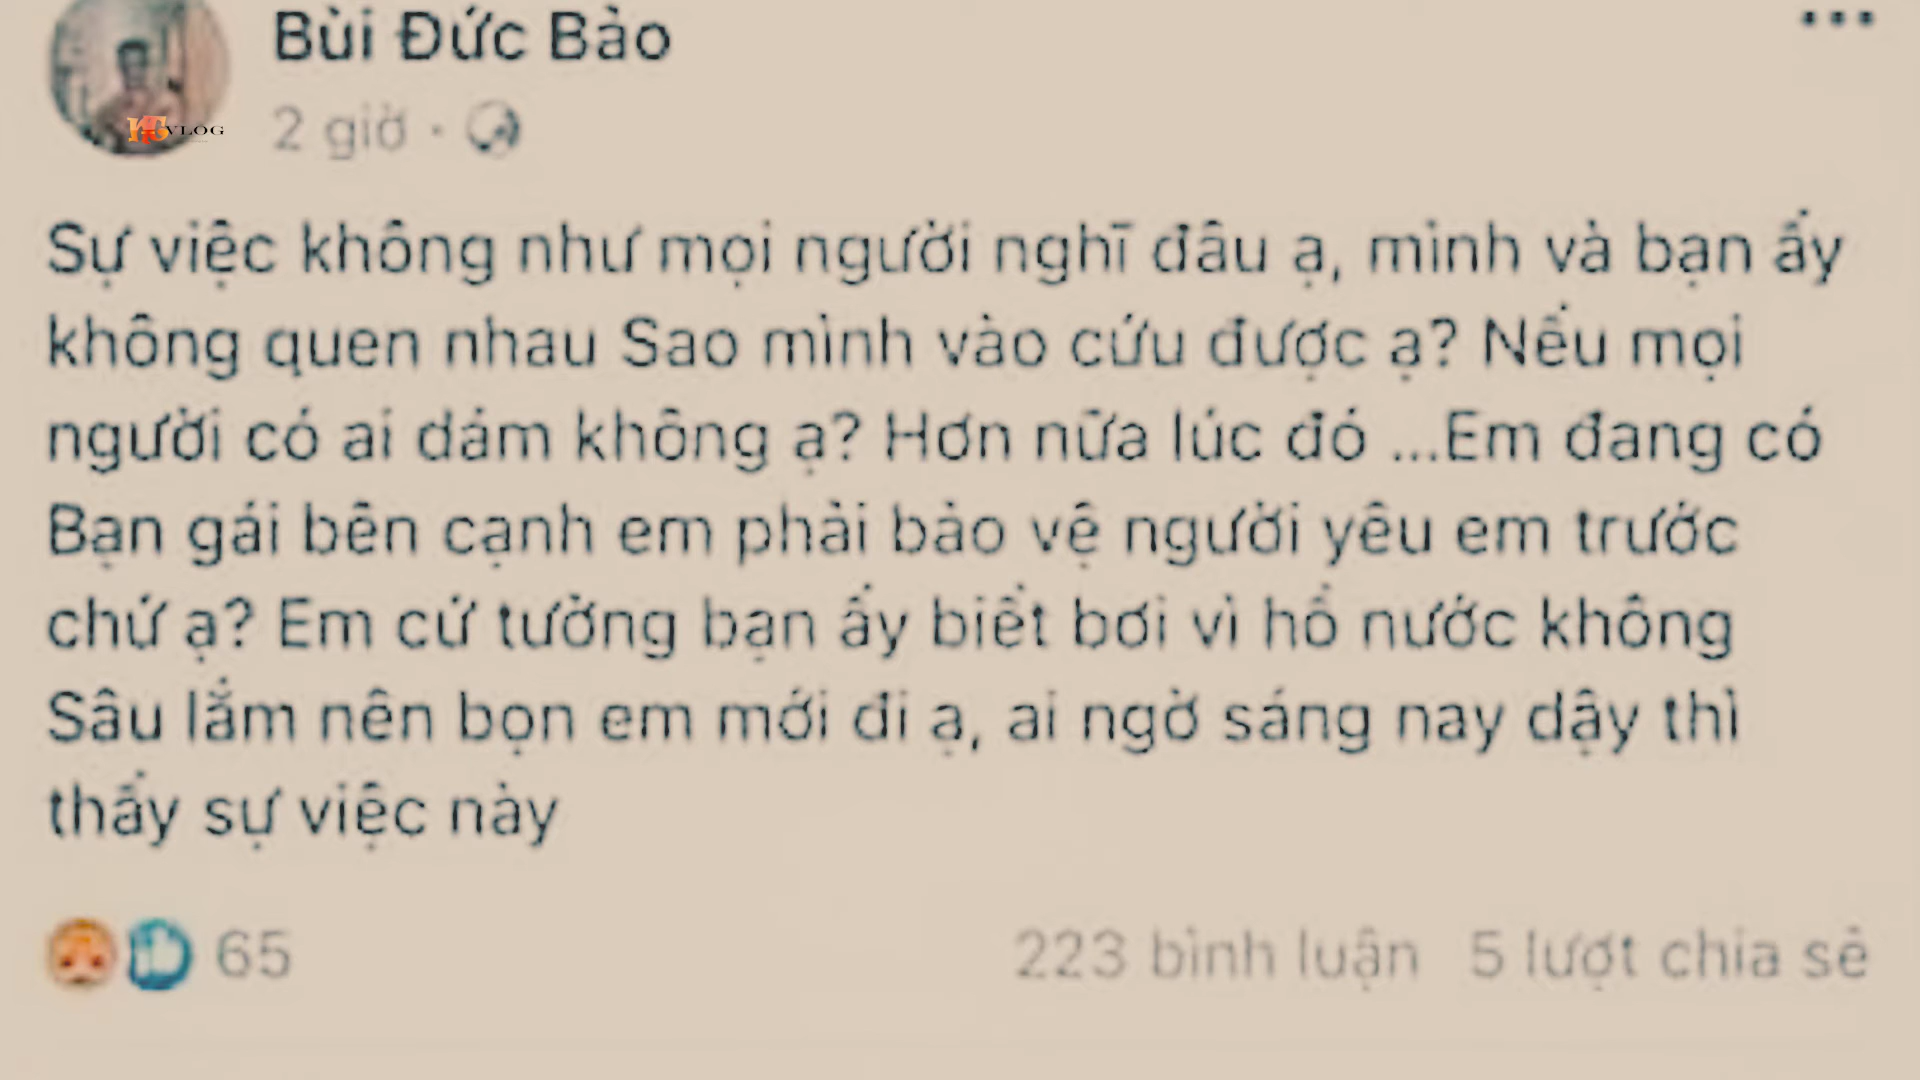 Bùi Đức Bảo
2 giờ ·
VLOG
Sự việc không như mọi người nghĩ đâu ạ, mình và bạn ấy
không quen nhau Sao mình vào cứu được ạ? Nếu mọi
người có ai dám không ạ? Hơn nữa lúc đó ...Em đang có
Bạn gái bên cạnh em phải bảo vệ người yêu em trước
chứ ạ? Em cứ tưởng bạn ấy biết bơi vì hồ nước không
Sâu lắm nên bọn em mới đi ạ, ai ngờ sáng nay dậy thì
thấy sự việc này
65
223 bình luận 5 lượt chia sẻ